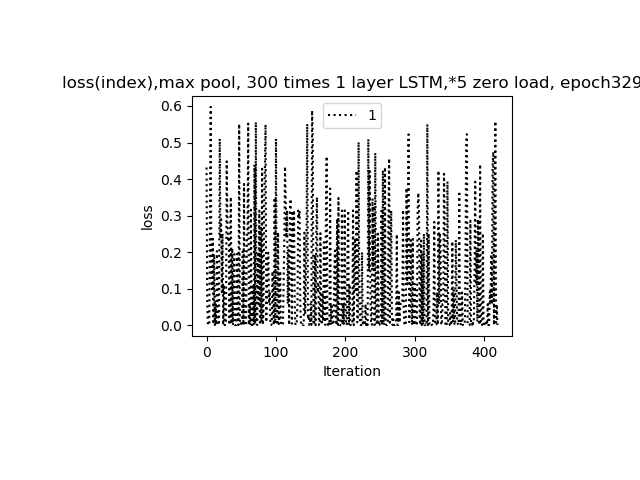 loss(index),max pool, 300 times 1 layer LSTM,*5 zero load, epoch329
1
0.6
0.5
0.4
0.3
0.2
0.1
0.0
loss
0 100 200 300 400
Iteration